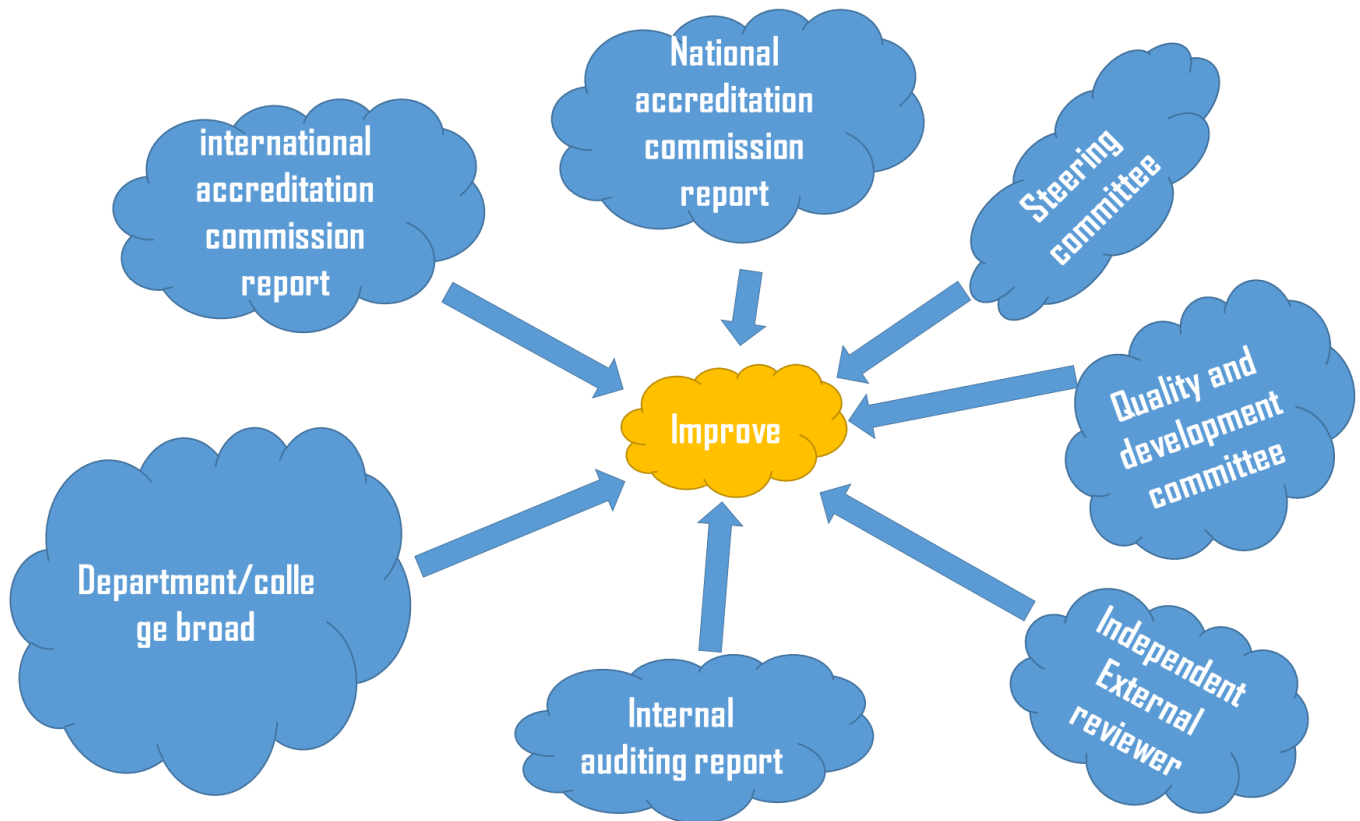 National
accreditation
commission
report
international
accreditation
commission
report
Steering
committee
Quality and
development
committee
Improve
Department/colle
ge broad
Independent
External
reviewer
Internal
auditing report